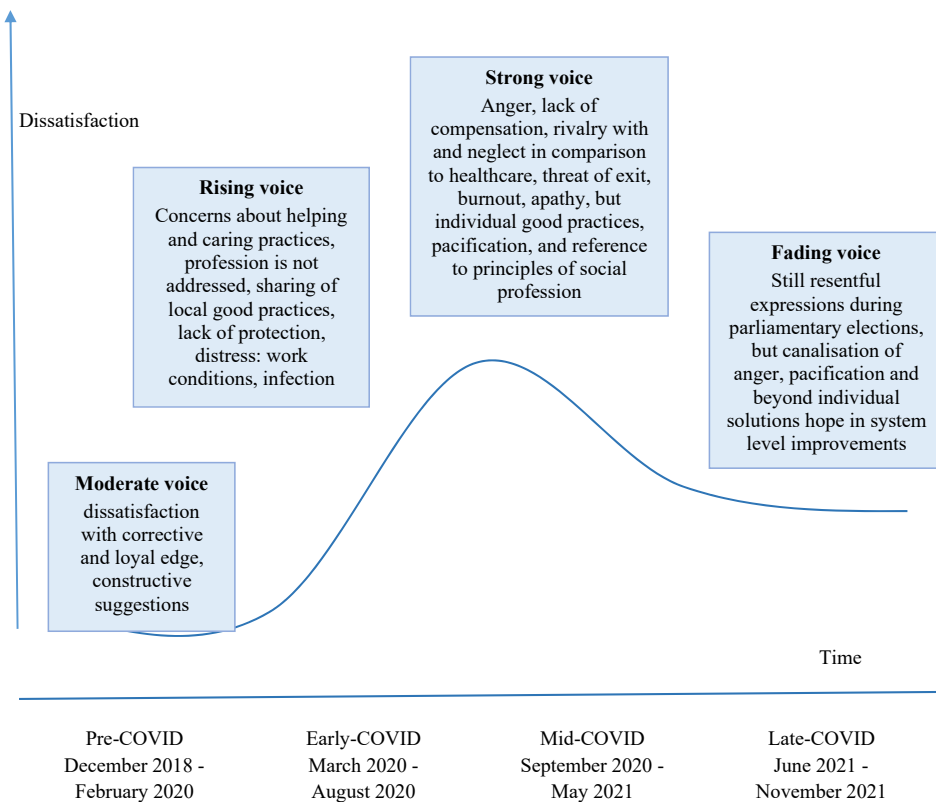 Dissatisfaction
Moderate voice
dissatisfaction
with corrective
and loyal edge,
constructive
suggestions
Rising voice
Concerns about helping
and caring practices,
profession is not
addressed, sharing of
local good practices,
lack of protection,
distress: work
conditions, infection
Strong voice
Anger, lack of
compensation, rivalry with
and neglect in comparison
to healthcare, threat of exit,
burnout, apathy, but
individual good practices,
pacification, and reference
to principles of social
profession
Fading voice
Still resentful
expressions during
parliamentary elections,
but canalisation of
anger, pacification and
beyond individual
solutions hope in system
level improvements
Time
Pre-COVID
December 2018 -
February 2020
Early-COVID
March 2020 -
August 2020
Mid-COVID
September 2020 -
May 2021
Late-COVID
June 2021 -
November 2021